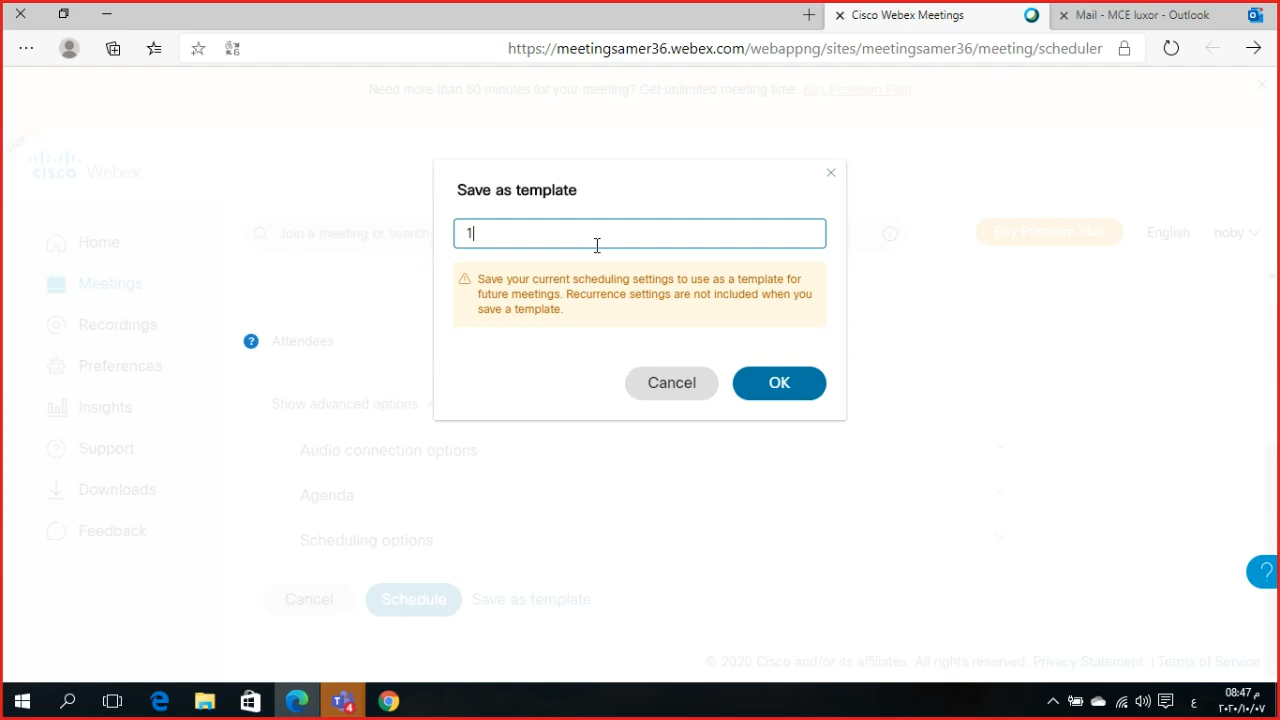 Cisco Webex Meetings
Mail - MCE luxor - Outlook
https://meetingsamer36.webex.com/webappng/sites/meetingsamer36/meeting/scheduler
Need more than 50 minutes for your meeting? Get unlimited meeting time. Buy Premium Plan
cisco Webex
Save as template
1
Save your current scheduling settings to use as a template for
future meetings. Recurrence settings are not included when you
save a template.
Cancel
OK
Join a meeting or search
Buy Premium Plan
English
noby
Home
Meetings
Recordings
Preferences
Insights
Support
Downloads
Feedback
Attendees
Show advanced options
Audio connection options
Agenda
Scheduling options
Cancel
Schedule
Save as template
© 2020 Cisco and/or its affiliates. All rights reserved. Privacy Statement | Terms of Service
4
ع
08:47 م
٢٠٢٠/١٠/٠٧